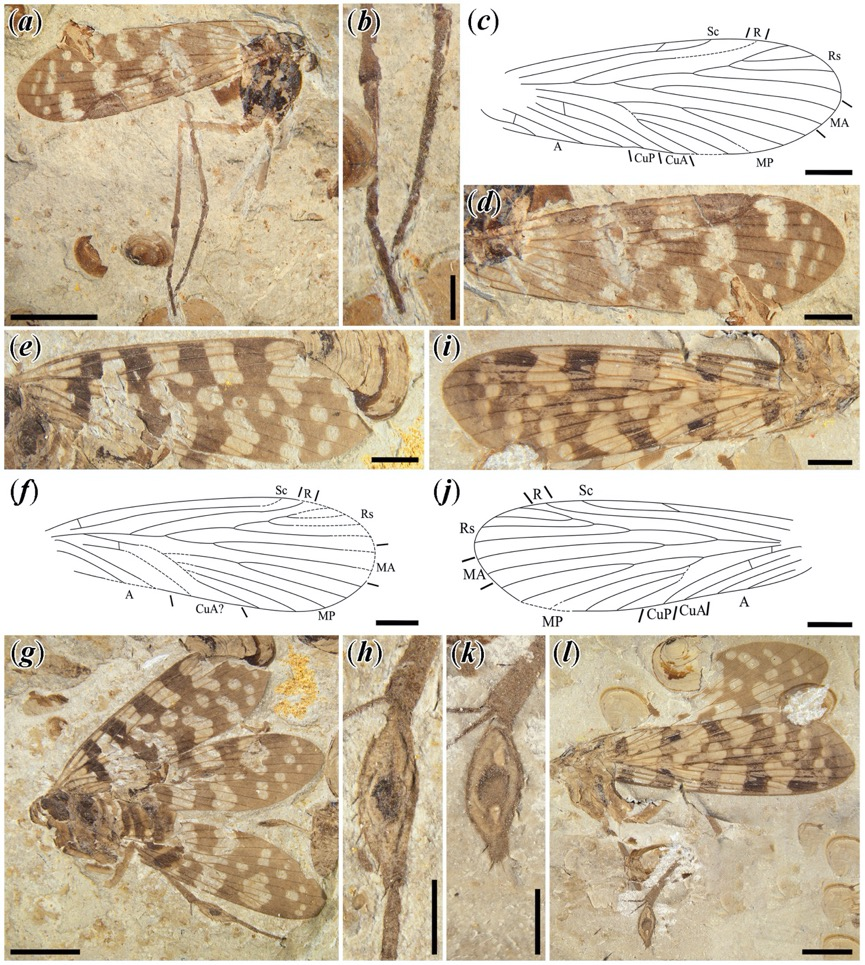 (a)
(b)
(c)
Sc
R
Rs
MA
MP
CuA
CuP
A
(d)
(e)
(i)
(f)
Sc
R
Rs
MA
MP
CuA?
A
(j)
R
Sc
Rs
MA
MP
CuP
CuA
A
(g)
(h)
(k)
(l)